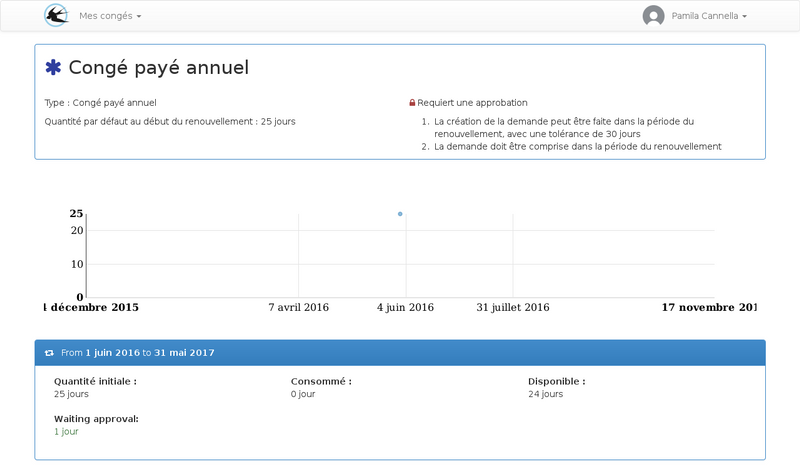 Mes congés
Pamila Cannella
Congé payé annuel
Type : Congé payé annuel
Quantité par défaut au début du renouvellement : 25 jours
Requiert une approbation
1. La création de la demande peut être faite dans la période du
renouvellement, avec une tolérance de 30 jours
2. La demande doit être comprise dans la période du renouvellement
25
20
10
0
décembre 2015
7 avril 2016
4 juin 2016
31 juillet 2016
17 novembre
From 1 juin 2016 to 31 mai 2017
Quantité initiale :
25 jours
Consommé :
0 jour
Disponible :
24 jours
Waiting approval:
1 jour